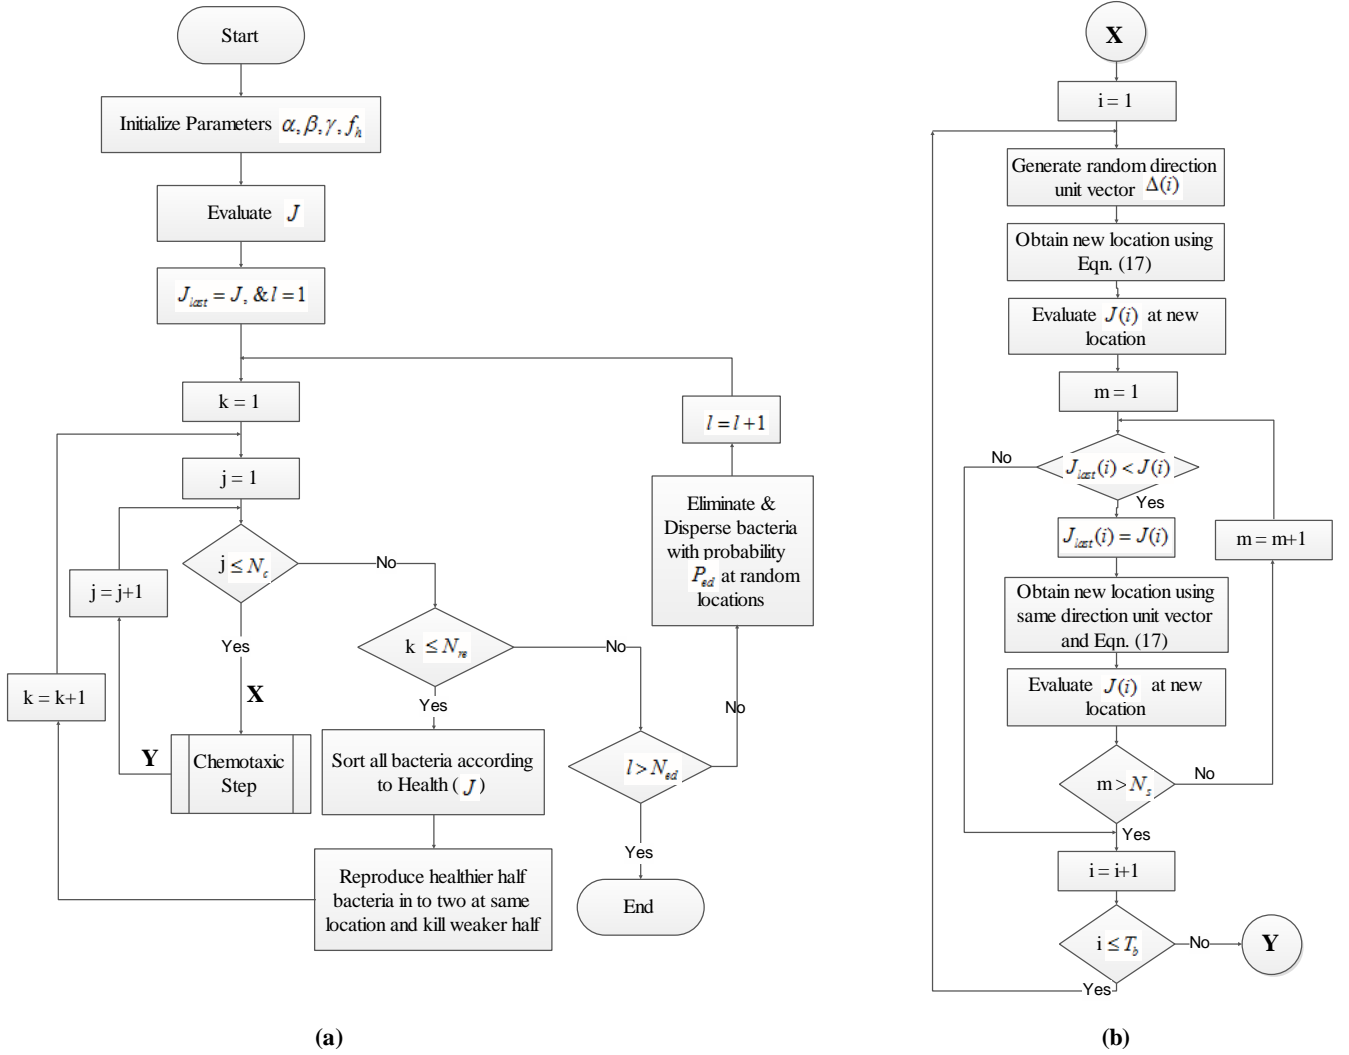 Start
Initialize Parameters α, β, γ, f_h
Evaluate J
J_last = J, & l = 1
k = 1
j = 1
j ≤ N_c
No
Yes
j = j+1
X
Y
Chemotaxic
Step
k = k+1
k ≤ N_re
No
Yes
Sort all bacteria according
to Health ( J )
Reproduce healthier half
bacteria in to two at same
location and kill weaker half
l > N_ed
No
Yes
End
Eliminate &
Disperse bacteria
with probability
P_ed at random
locations
l = l +1
(a)
X
i = 1
Generate random direction
unit vector Δ(i)
Obtain new location using
Eqn. (17)
Evaluate J(i) at new
location
m = 1
J_last(i) < J(i)
No
Yes
J_last(i) = J(i)
m = m+1
Obtain new location using
same direction unit vector
and Eqn. (17)
Evaluate J(i) at new
location
m > N_s
No
Yes
i = i+1
i ≤ T_b
No
Y
Yes
(b)